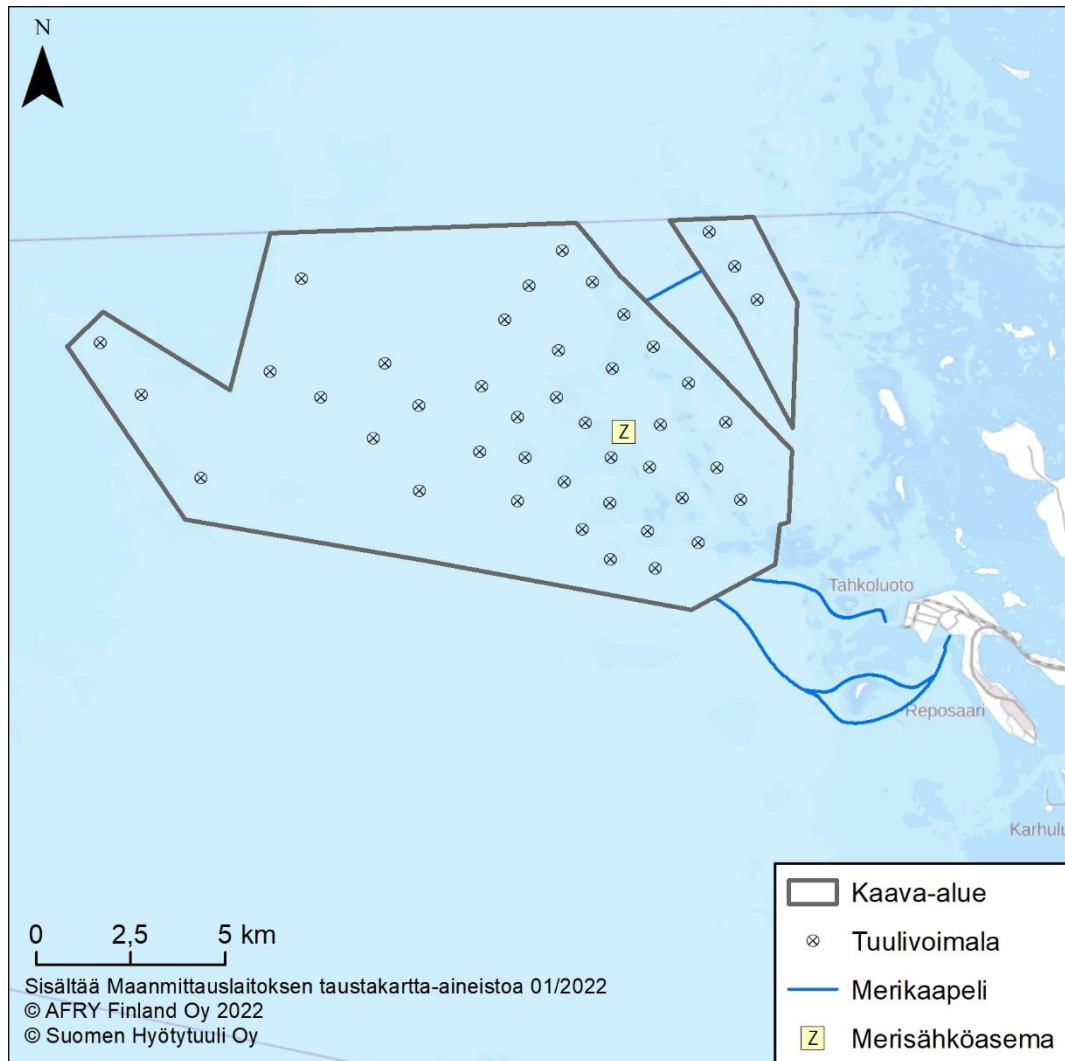 N
Tahkoluoto
Reposaari
Karhulu
0 2,5 5 km
Sisältää Maanmittauslaitoksen taustakartta-aineistoa 01/2022
© AFRY Finland Oy 2022
© Suomen Hyötytuuli Oy
Kaava-alue
Tuulivoimala
Merikaapeli
Z Merisähköasema
Z